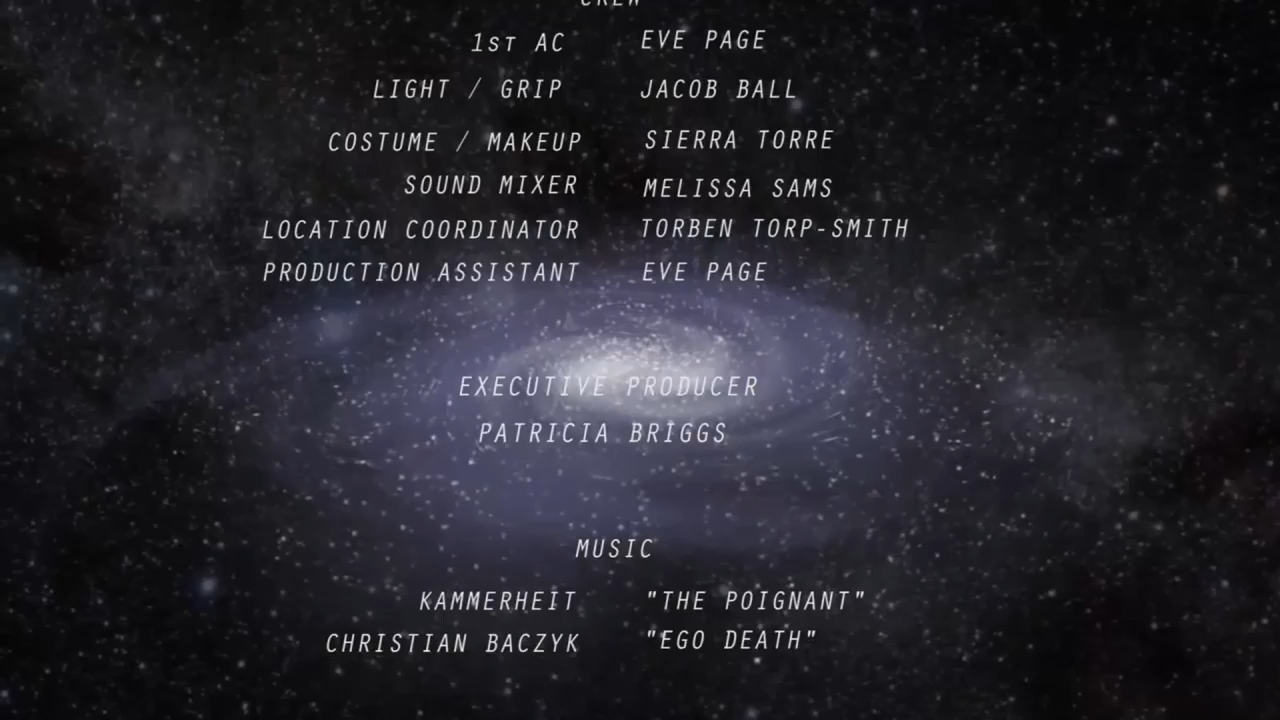 CREW
1ST AC EVE PAGE
LIGHT / GRIP JACOB BALL
COSTUME / MAKEUP SIERRA TORRE
SOUND MIXER MELISSA SAMS
LOCATION COORDINATOR TORBEN TORP-SMITH
PRODUCTION ASSISTANT EVE PAGE
EXECUTIVE PRODUCER
PATRICIA BRIGGS
MUSIC
KAMMERHEIT "THE POIGNANT"
CHRISTIAN BACZYK "EGO DEATH"